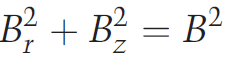 $B_r^2 + B_z^2 = B^2$